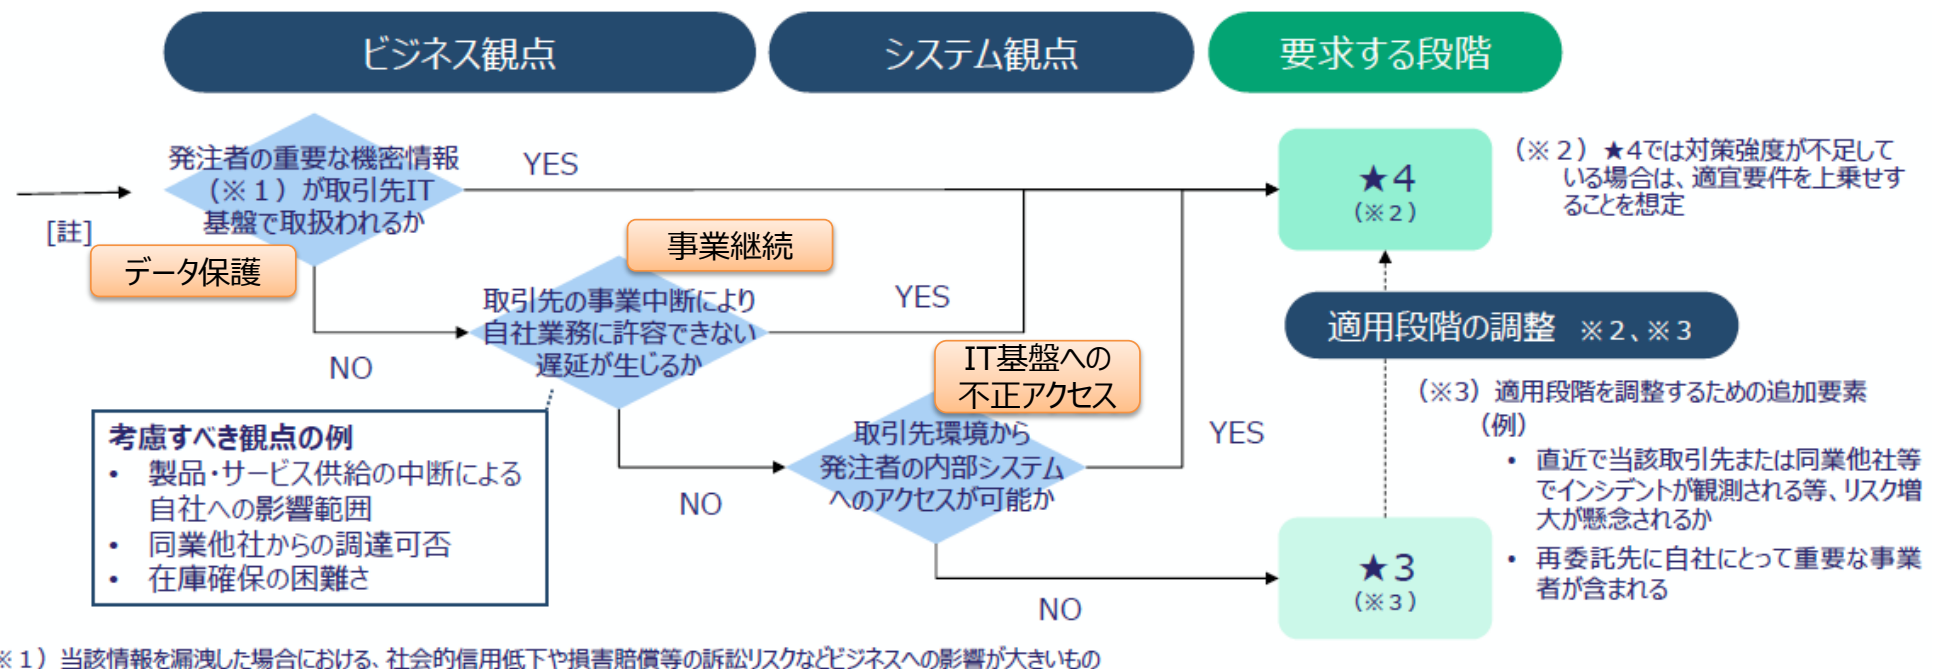 ビジネス観点
システム観点
要求する段階
発注者の重要な機密情報
（※１）が取引先IT
基盤で取扱われるか
YES
[註]
データ保護
事業継続
NO
取引先の事業中断により
自社業務に許容できない
遅延が生じるか
YES
IT基盤への
不正アクセス
NO
取引先環境から
発注者の内部システム
へのアクセスが可能か
YES
NO
考慮すべき観点の例
• 製品・サービス供給の中断による
自社への影響範囲
• 同業他社からの調達可否
• 在庫確保の困難さ
★4
（※２）
（※２）★4では対策強度が不足して
いる場合は、適宜要件を上乗せす
ることを想定
適用段階の調整 ※２、※３
（※3）適用段階を調整するための追加要素
（例）
• 直近で当該取引先または同業他社等
でインシデントが観測される等、リスク増
大が懸念されるか
• 再委託先に自社にとって重要な事業
者が含まれる
★3
（※３）
※１）当該情報を漏洩した場合における、社会的信用低下や損害賠償等の訴訟リスクなどビジネスへの影響が大きいもの